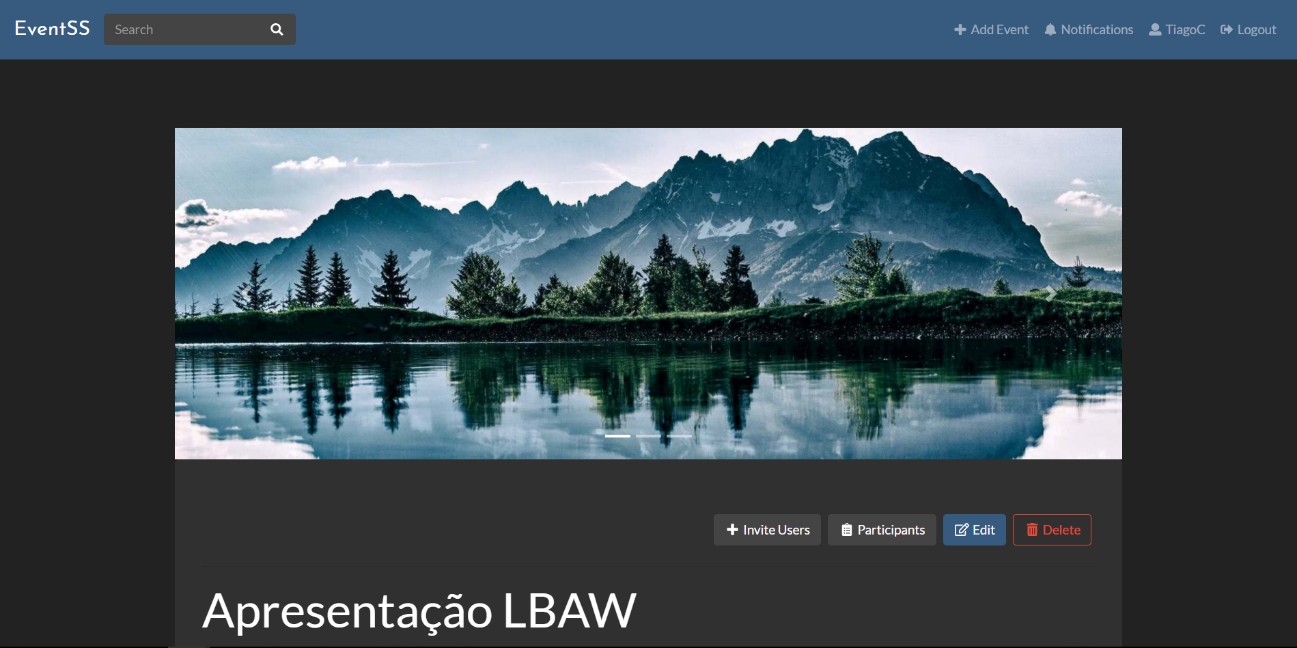 EventSS Search Add Event Notifications TiagoC Logout
Invite Users Participants Edit Delete
Apresentação LBAW